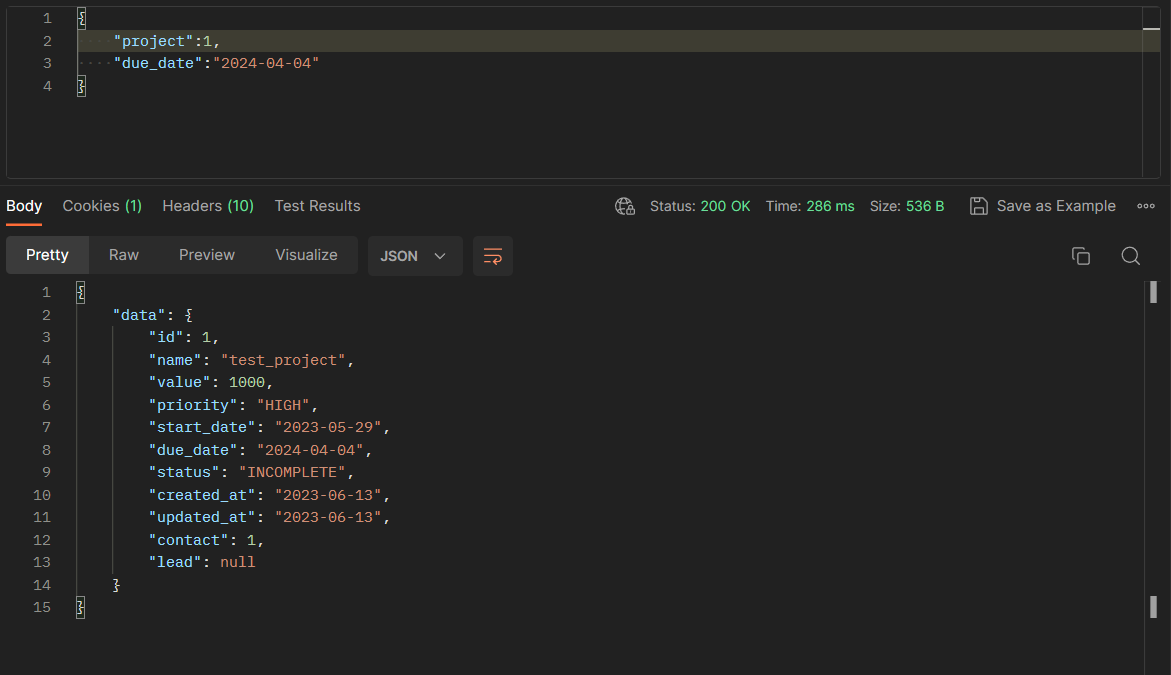 1 {
2 "project":1,
3 "due_date":"2024-04-04"
4 }
Body Cookies (1) Headers (10) Test Results Status: 200 OK Time: 286 ms Size: 536 B Save as Example
Pretty Raw Preview Visualize JSON
1 {
2 "data": {
3 "id": 1,
4 "name": "test_project",
5 "value": 1000,
6 "priority": "HIGH",
7 "start_date": "2023-05-29",
8 "due_date": "2024-04-04",
9 "status": "INCOMPLETE",
10 "created_at": "2023-06-13",
11 "updated_at": "2023-06-13",
12 "contact": 1,
13 "lead": null
14 }
15 }